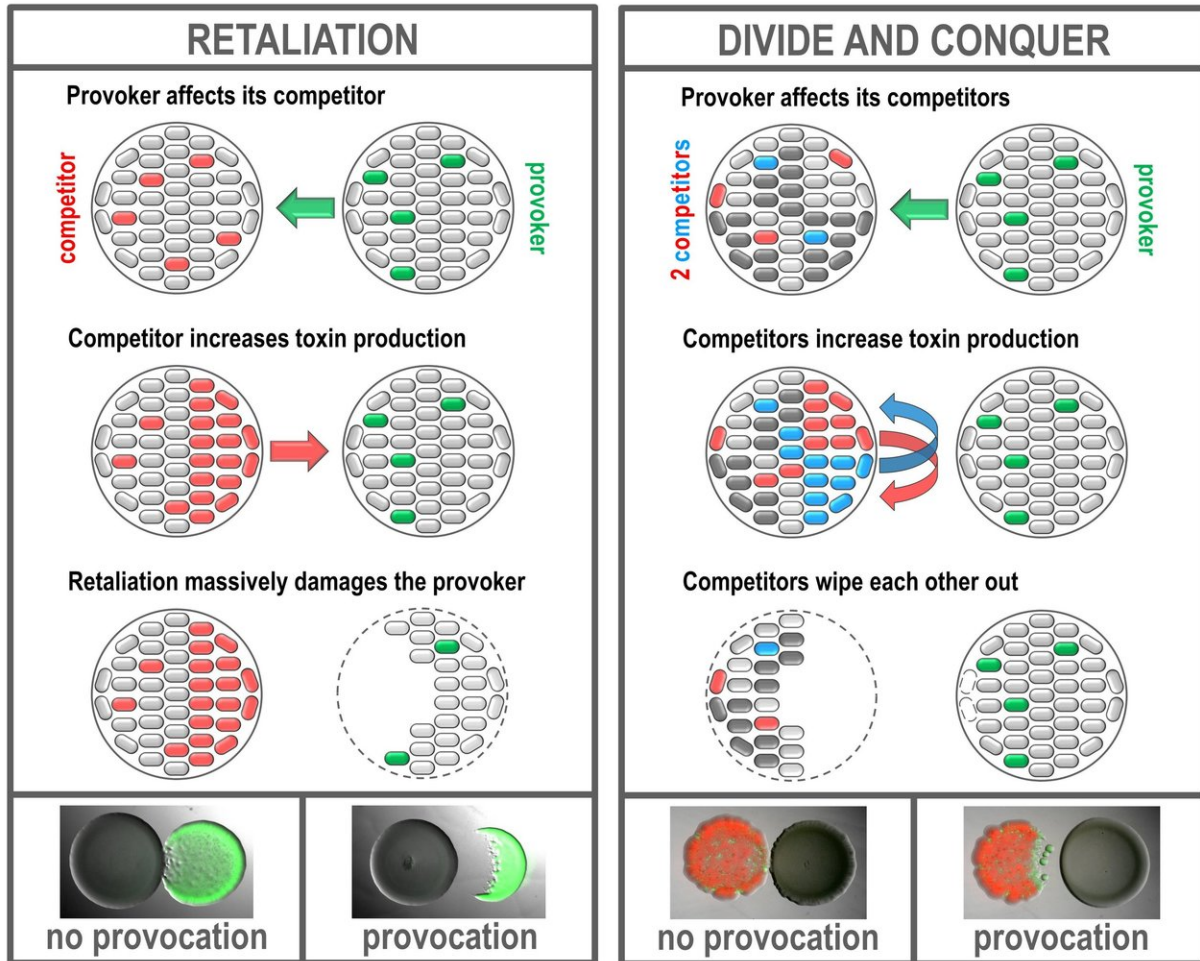 RETALIATION
Provoker affects its competitor
competitor
provoker
Competitor increases toxin production
Retaliation massively damages the provoker
no provocation
provocation
DIVIDE AND CONQUER
Provoker affects its competitors
2 competitors
provoker
Competitors increase toxin production
Competitors wipe each other out
no provocation
provocation